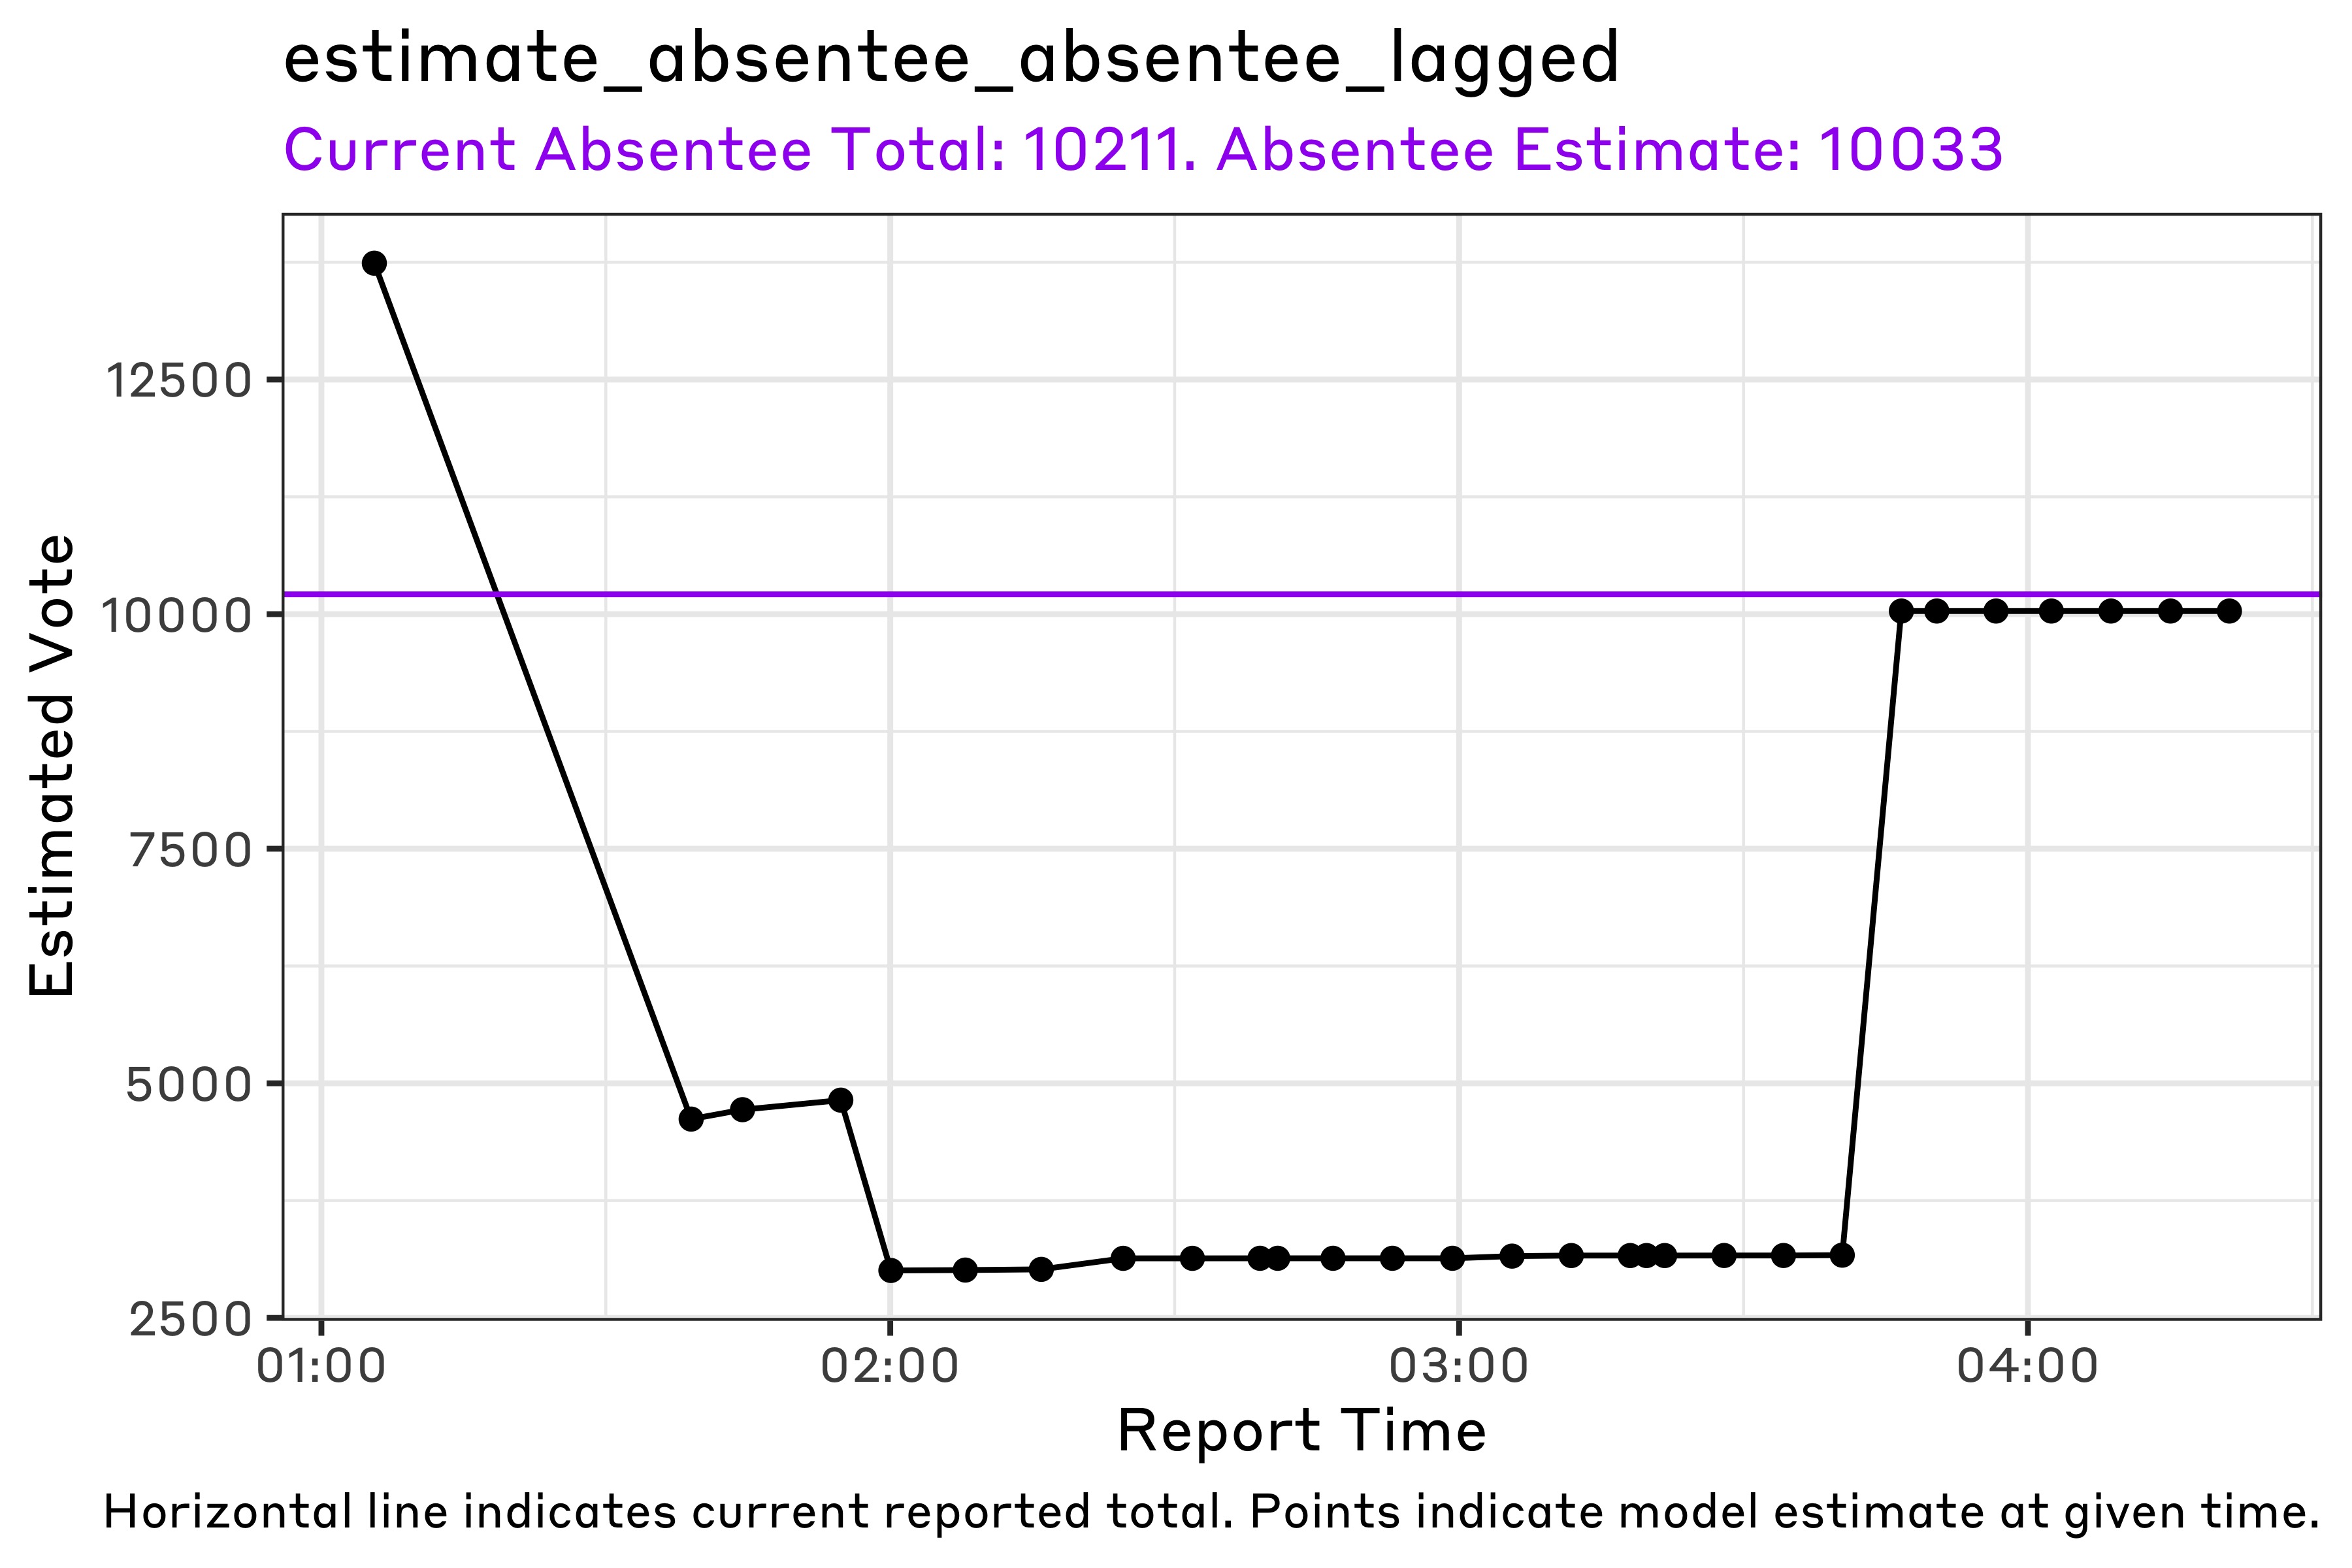 estimate_absentee_absentee_lagged
Current Absentee Total: 10211. Absentee Estimate: 10033
Estimated Vote
12500
10000
7500
5000
2500
01:00 02:00 03:00 04:00
Report Time
Horizontal line indicates current reported total. Points indicate model estimate at given time.